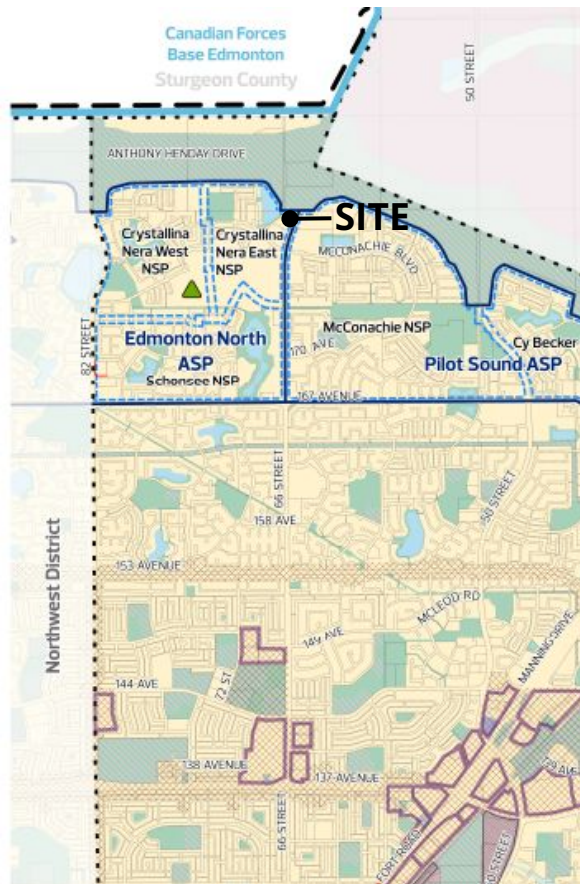 Canadian Forces
Base Edmonton
Sturgeon County
50 STREET
ANTHONY HENDAY DRIVE
SITE
Crystallina
Nera West
NSP
Crystallina
Nera East
NSP
MCCONACHIE BLVD
82 STREET
Edmonton North
ASP
Schonsee NSP
McConachie NSP
170 AVE
Cy Becker
Pilot Sound ASP
167 AVENUE
66 STREET
50 STREET
158 AVE
153 AVENUE
Northwest District
MCLEOD RD
MANNING DRIVE
149 AVE
144 AVE
72 ST
138 AVENUE
137 AVENUE
29 AVE
66 STREET
FORT ROAD
STREET